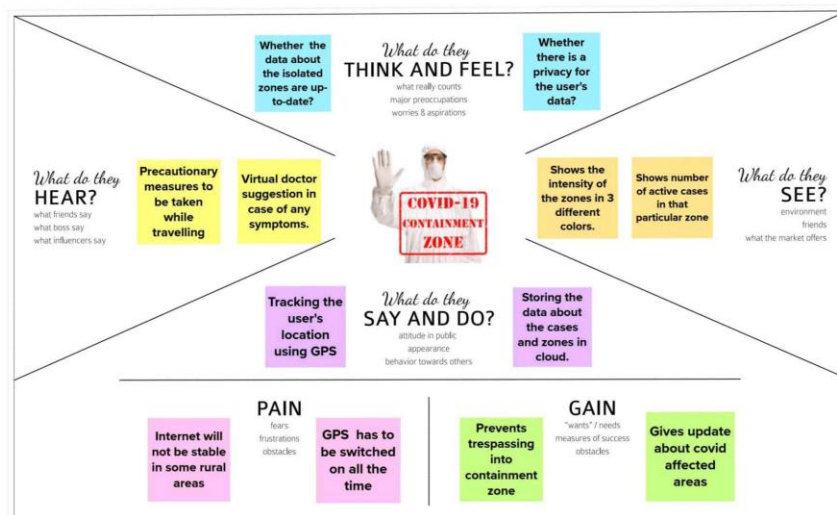 Whether the
data about
the isolated
zones are up-
to-date?
What do they
THINK AND FEEL?
what really counts
major preoccupations
worries & aspirations
Whether
there is a
privacy for
the user's
data?
What do they
HEAR?
what friends say
what boss say
what influencers say
Precautionary
measures to
be taken
while
travelling
Virtual doctor
suggestion in
case of any
symptoms.
COVID-19
CONTAINMENT
ZONE
Shows the
intensity of
the zones in 3
different
colors.
Shows number
of active cases
in that
particular zone
What do they
SEE?
environment
friends
what the market offers
Tracking the
user's
location
using GPS
What do they
SAY AND DO?
attitude in public
appearance
behavior towards others
Storing the
data about
the cases
and zones in
cloud.
PAIN
fears
frustrations
obstacles
Internet will
not be stable
in some rural
areas
GPS has to
be switched
on all the
time
GAIN
"wants" / needs
measures of success
obstacles
Prevents
trespassing
into
containment
zone
Gives update
about covid
affected
areas